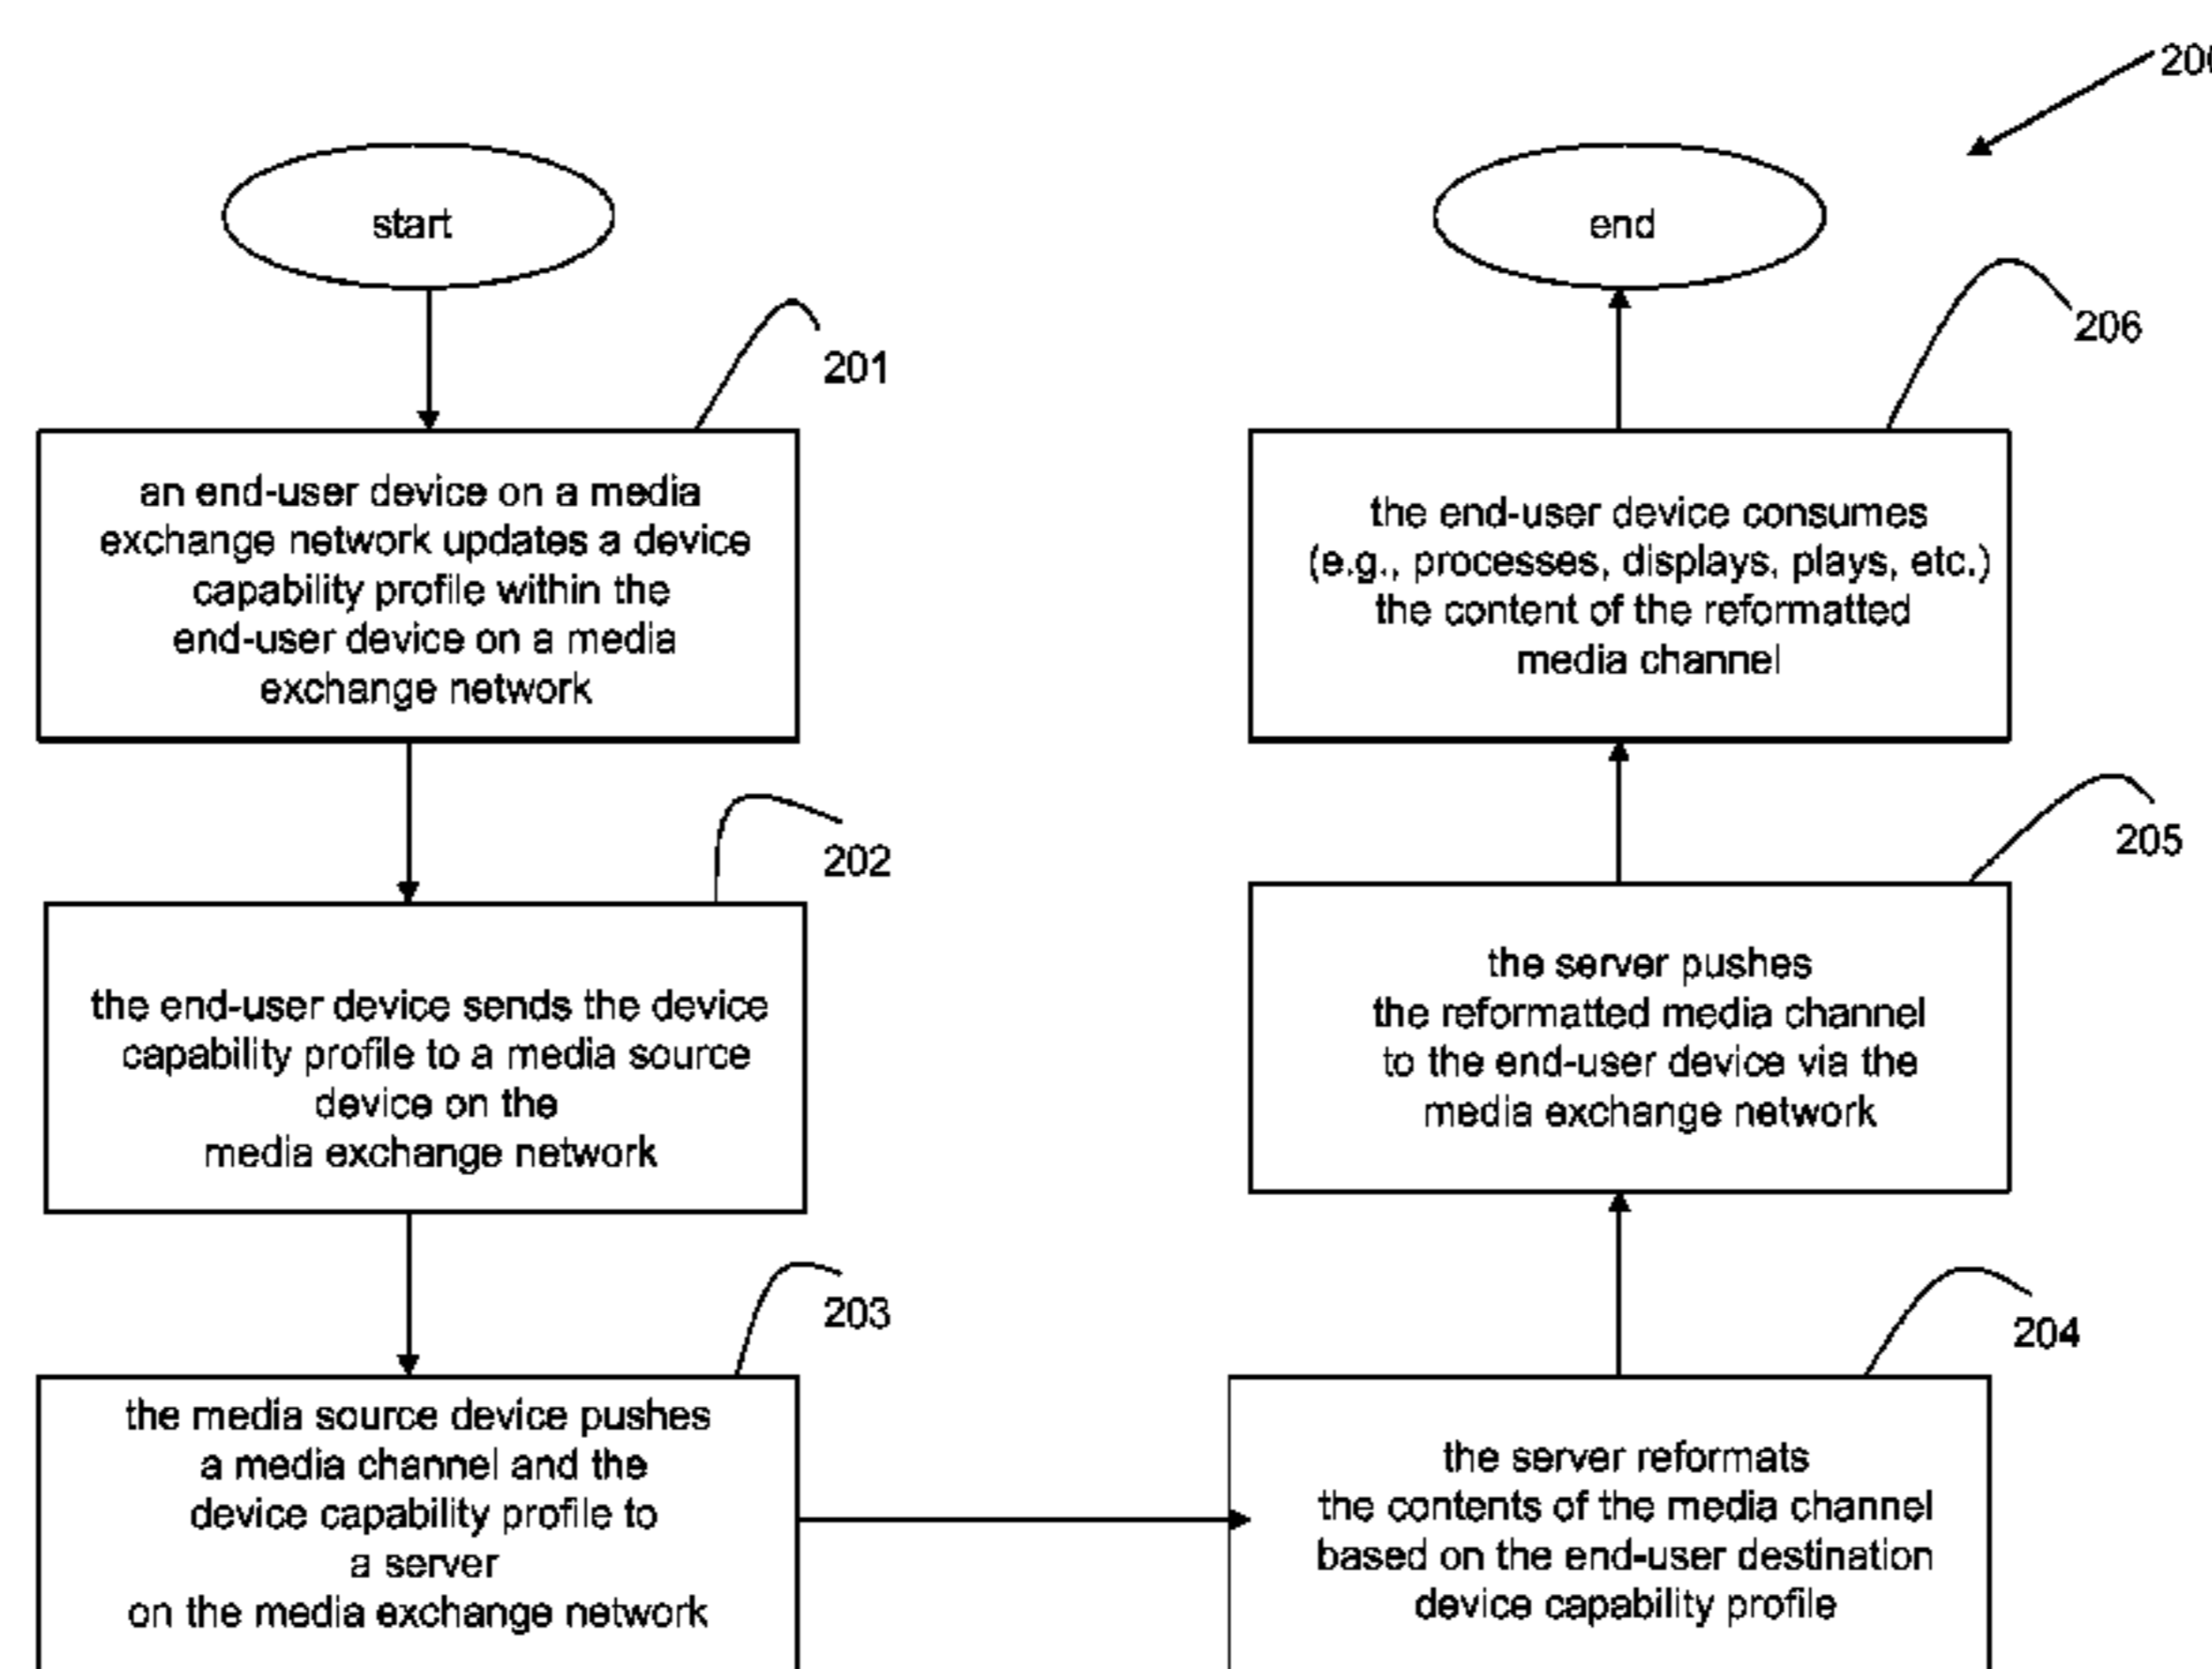 start
201
an end-user device on a media
exchange network updates a device
capability profile within the
end-user device on a media
exchange network
202
the end-user device sends the device
capability profile to a media source
device on the
media exchange network
203
the media source device pushes
a media channel and the
device capability profile to
a server
on the media exchange network
204
the server reformats
the contents of the media channel
based on the end-user destination
device capability profile
205
the server pushes
the reformatted media channel
to the end-user device via the
media exchange network
206
the end-user device consumes
(e.g., processes, displays, plays, etc.)
the content of the reformatted
media channel
end